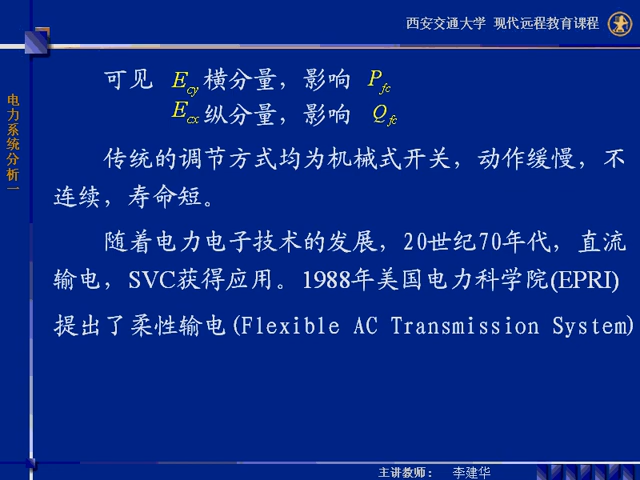 西安交通大学 现代远程教育课程
电力系统分析一
可见 Ecy 横分量，影响 Pfc
Ecx 纵分量，影响 Qfc
传统的调节方式均为机械式开关，动作缓慢，不
连续，寿命短。
随着电力电子技术的发展，20世纪70年代，直流
输电，SVC获得应用。1988年美国电力科学院(EPRI)
提出了柔性输电(Flexible AC Transmission System)
主讲教师： 李建华